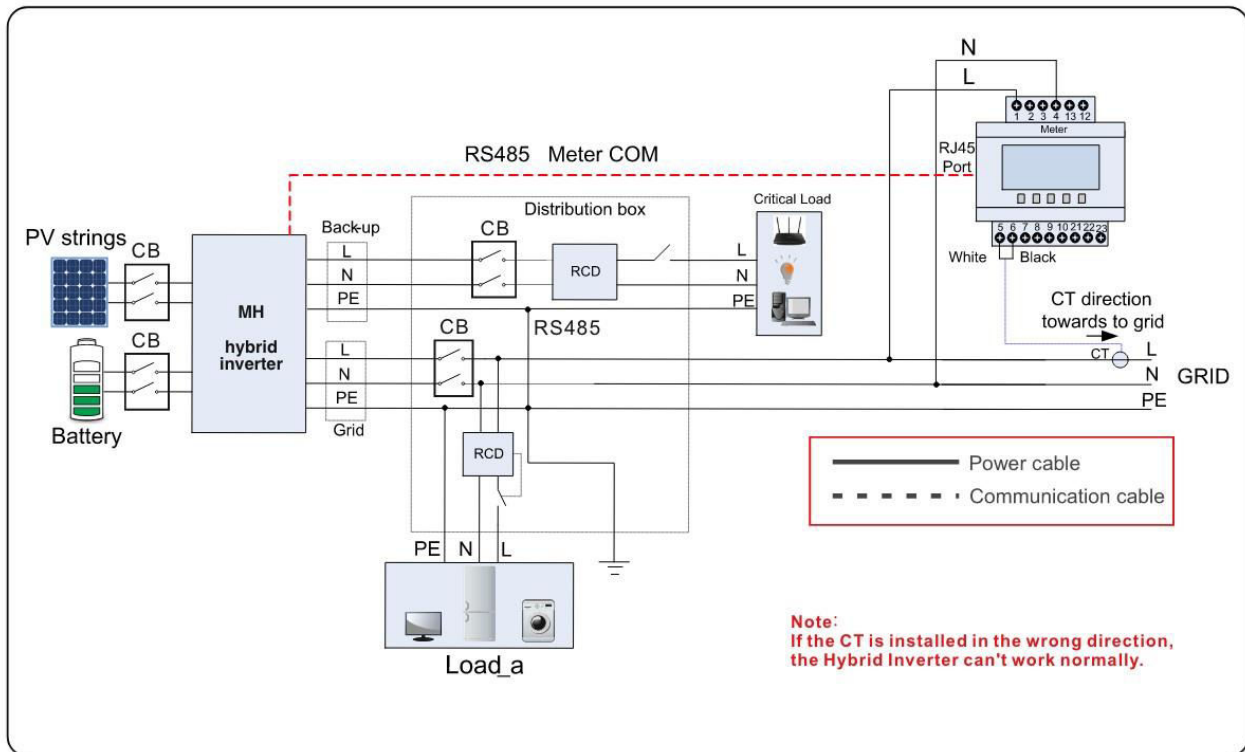 N
L
1 2 3 4 13 12
Meter
RJ45
Port
RS485 Meter COM
Distribution box
Critical Load
PV strings
CB
Back-up
CB
L
N
PE
RCD
L
N
PE
5 6 7 8 9 10 21 22 23
White
Black
MH
hybrid
inverter
RS485
CT direction
towards to grid
CB
CB
L
N
PE
Grid
CT
L
N
PE
GRID
Battery
RCD
Power cable
Communication cable
PE N L
Load_a
Note:
If the CT is installed in the wrong direction,
the Hybrid Inverter can't work normally.